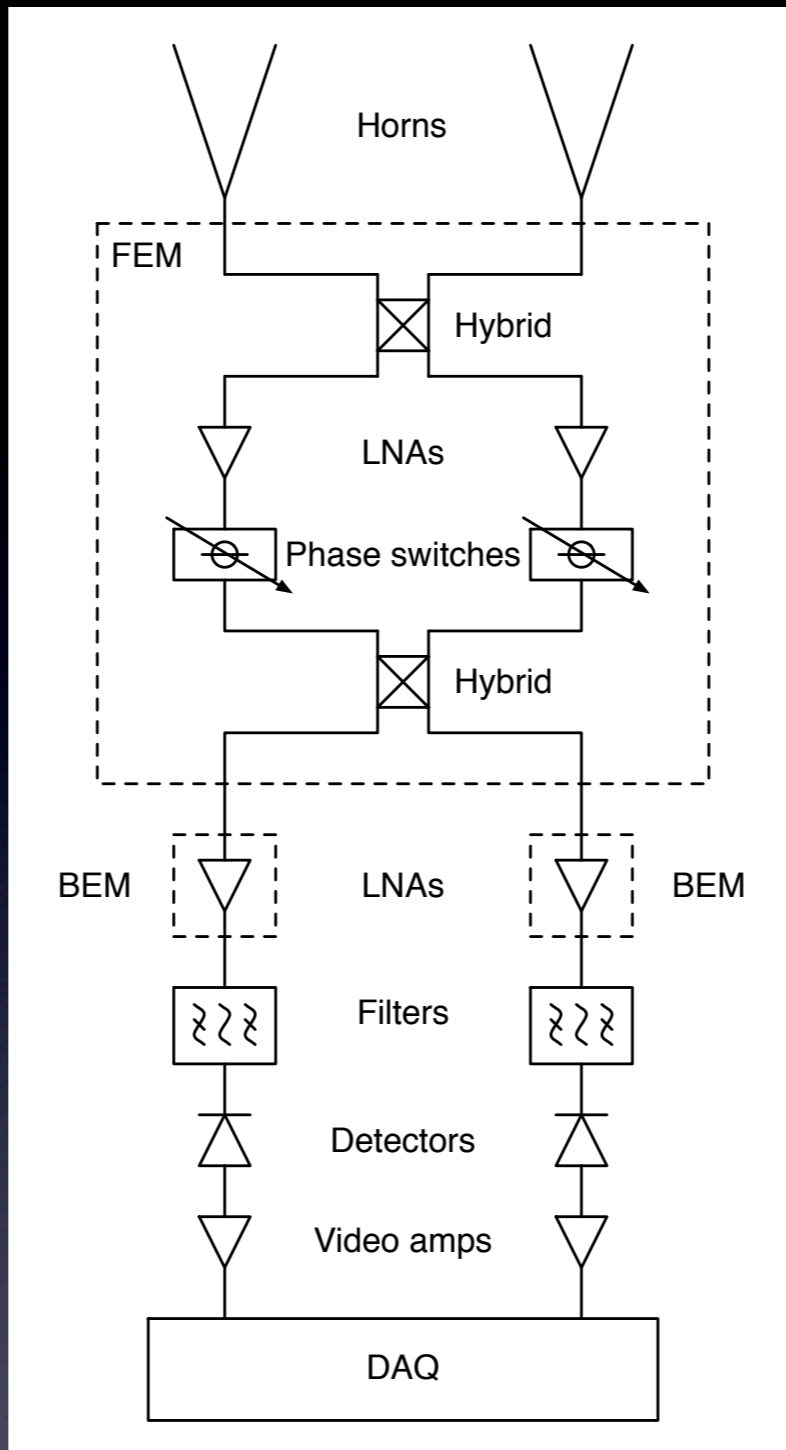 Horns
FEM
Hybrid
LNAs
Phase switches
Hybrid
BEM
LNAs
BEM
Filters
Detectors
Video amps
DAQ